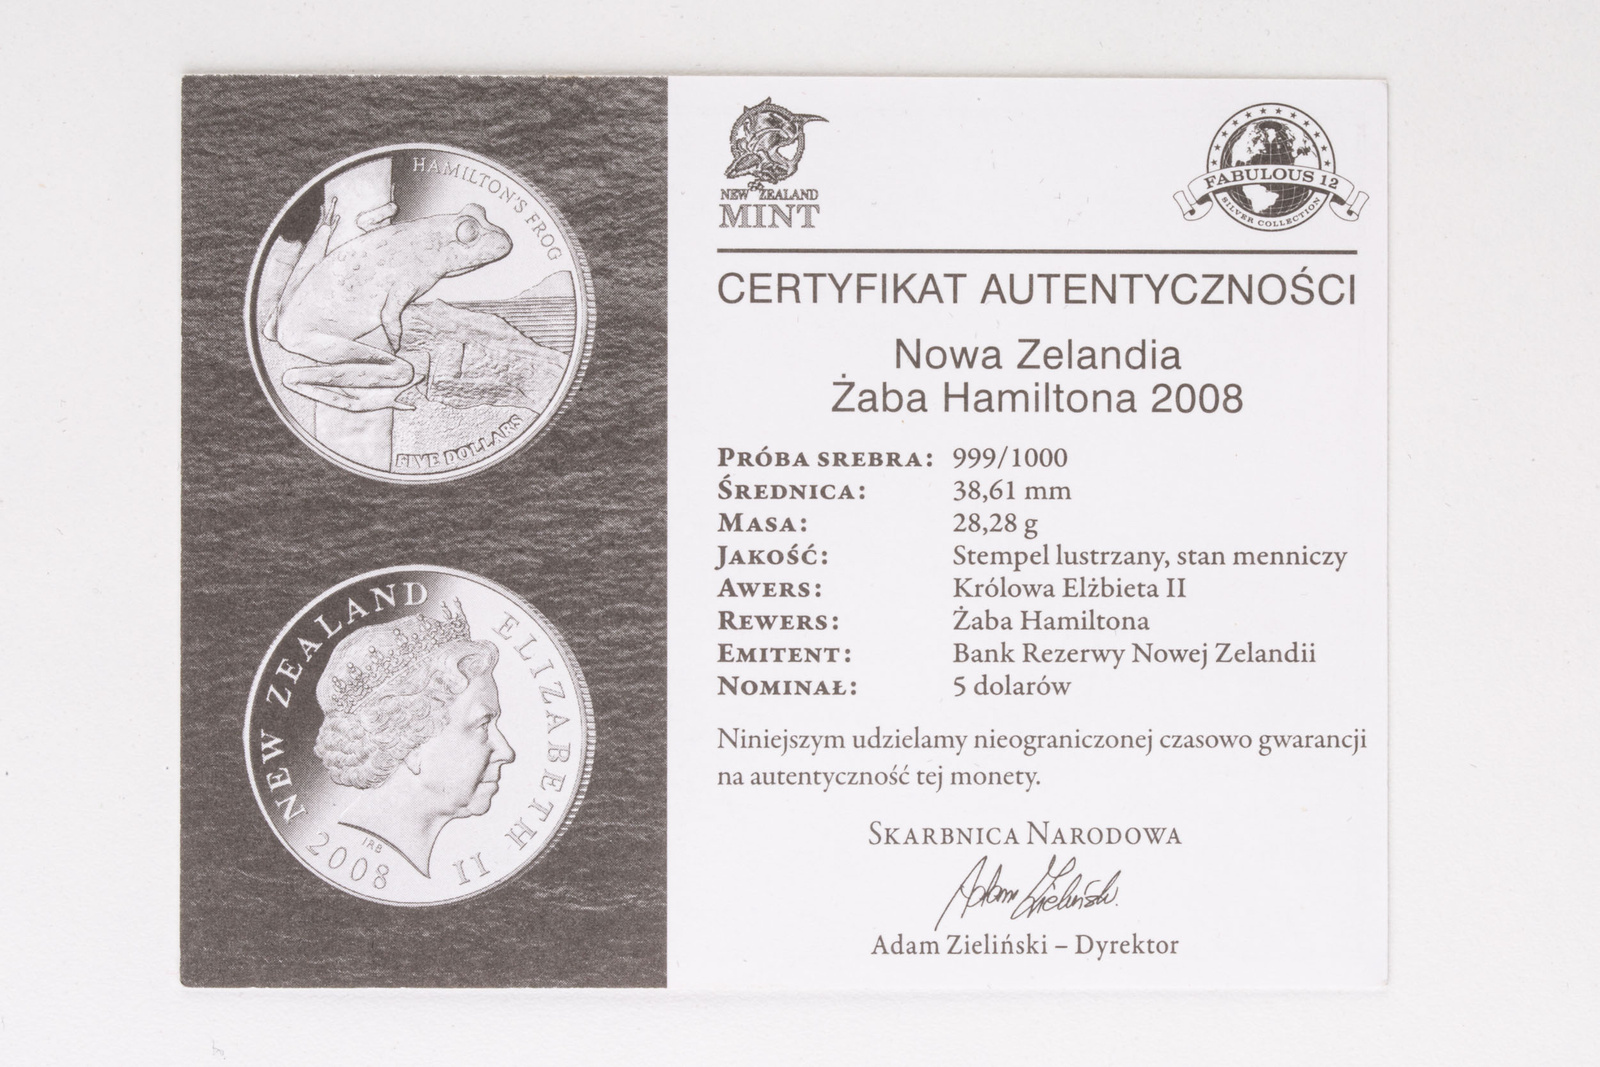 HAMILTON'S FROG
FIVE DOLLARS
NEW ZEALAND
ELIZABETH II
2008
IRB
NEW ZEALAND
MINT
FABULOUS 12
SILVER COLLECTION
CERTYFIKAT AUTENTYCZNOŚCI
Nowa Zelandia
Żaba Hamiltona 2008
PRÓBA SREBRA: 999/1000
ŚREDNICA: 38,61 mm
MASA: 28,28 g
JAKOŚĆ: Stempel lustrzany, stan menniczy
AWERS: Królowa Elżbieta II
REWERS: Żaba Hamiltona
EMITENT: Bank Rezerwy Nowej Zelandii
NOMINAŁ: 5 dolarów
Niniejszym udzielamy nieograniczonej czasowo gwarancji
na autentyczność tej monety.
SKARBNICA NARODOWA
Adam Zieliński
Adam Zieliński – Dyrektor